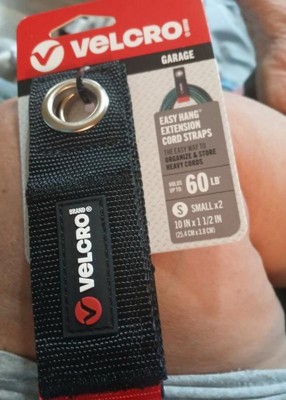 VELCRO!
GARAGE
EASY HANG™
EXTENSION
CORD STRAPS
THE EASY WAY TO
ORGANIZE & STORE
HEAVY CORDS
HOLDS UP TO 60 LB*
S SMALL x2
10 IN x 1 1/2 IN
(25.4 CM x 3.8 CM)
VELCRO® BRAND